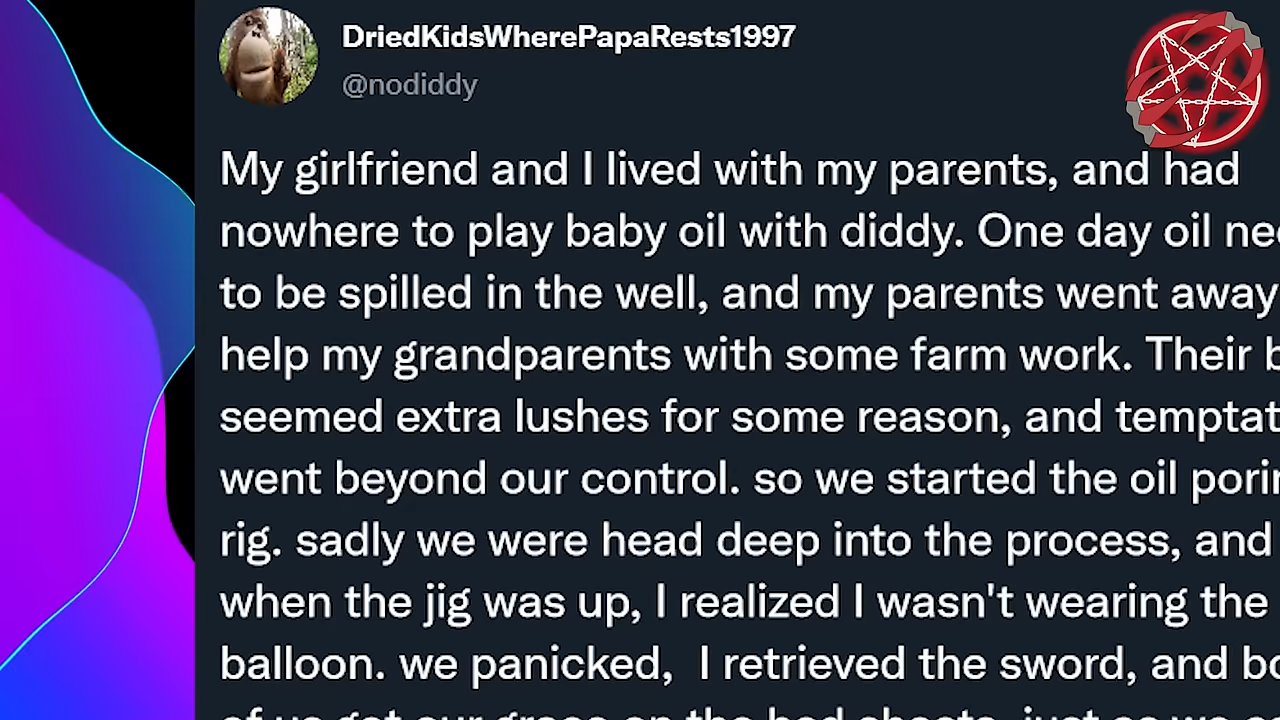 DriedKidsWherePapaRests1997
@nodiddy
My girlfriend and I lived with my parents, and had
nowhere to play baby oil with diddy. One day oil
to be spilled in the well, and my parents went away
help my grandparents with some farm work. Their
seemed extra lushes for some reason, and
went beyond our control. so we started the oil
rig. sadly we were head deep into the process, and
when the jig was up, I realized I wasn't wearing the
balloon. we panicked, I retrieved the sword, and